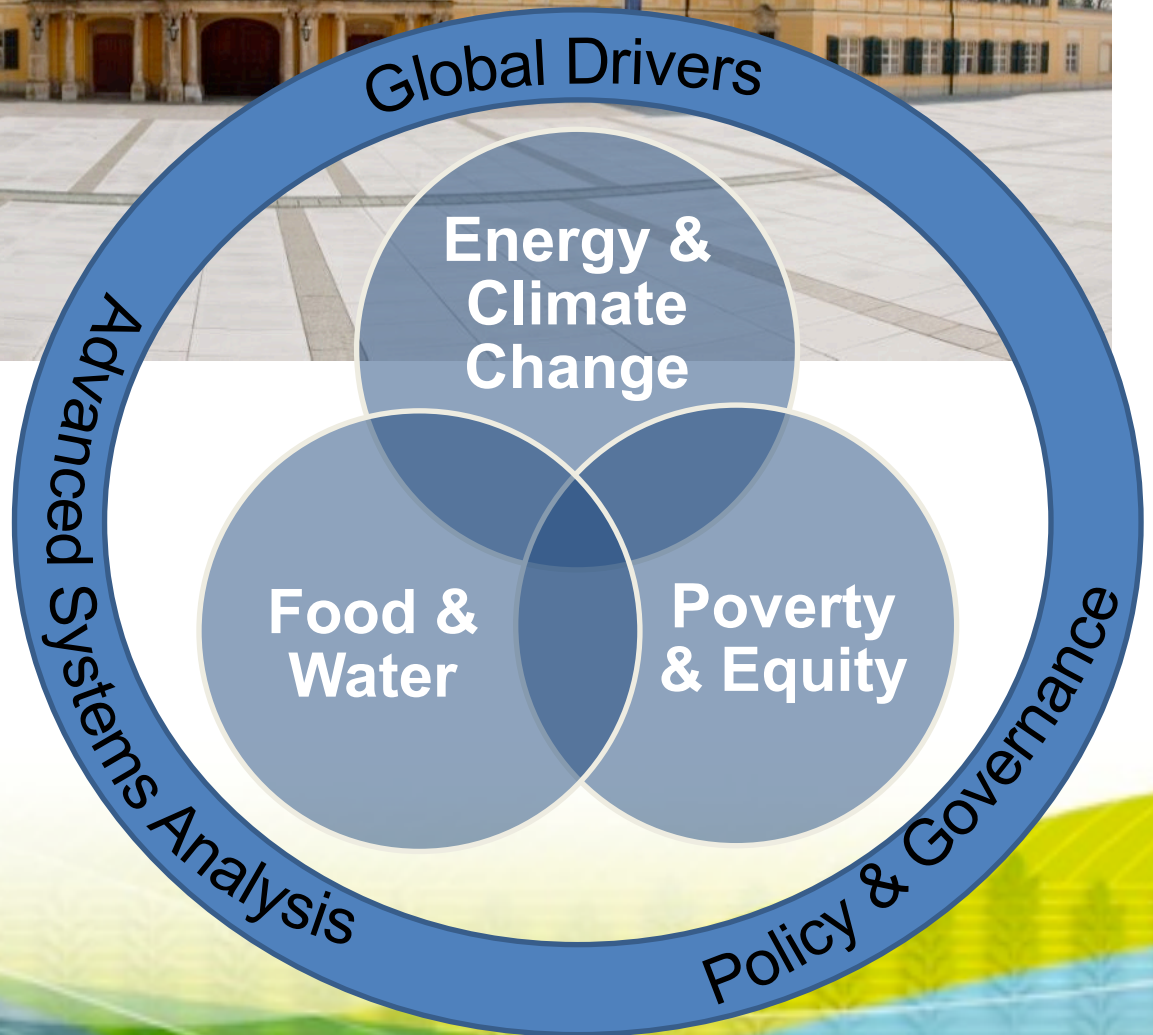 Global Drivers
Energy &
Climate
Change
Advanced Systems Analysis
Food &
Water
Poverty
& Equity
Policy & Governance